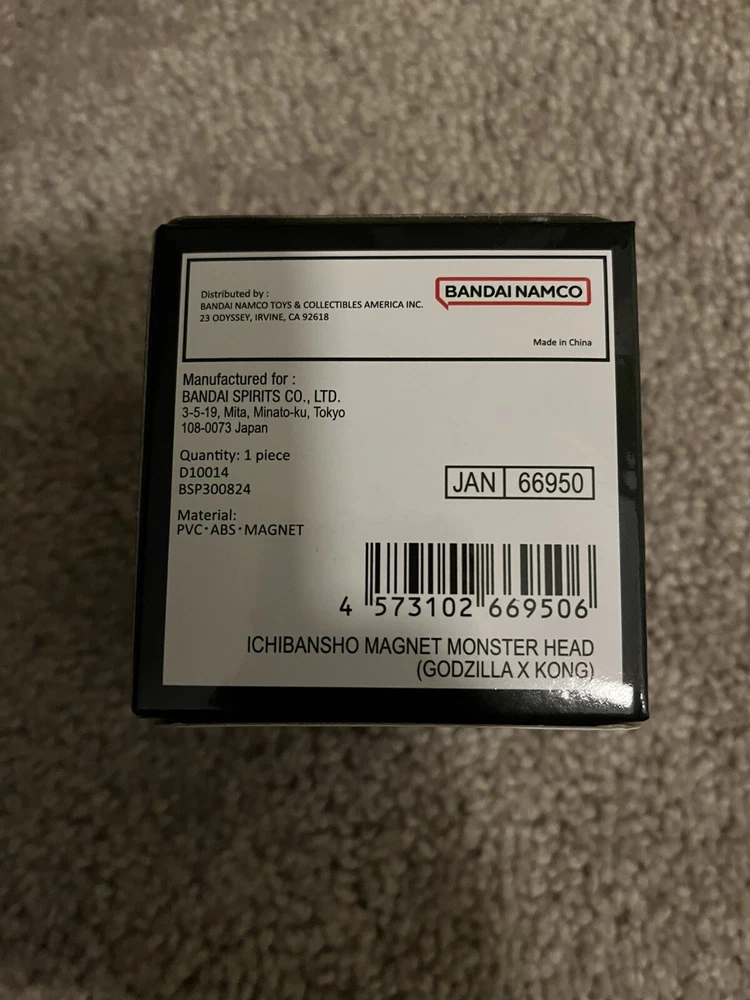 Distributed by :
BANDAI NAMCO TOYS & COLLECTIBLES AMERICA INC.
23 ODYSSEY, IRVINE, CA 92618
BANDAI NAMCO
Made in China
Manufactured for :
BANDAI SPIRITS CO., LTD.
3-5-19, Mita, Minato-ku, Tokyo
108-0073 Japan
Quantity: 1 piece
D10014
BSP300824
JAN 66950
Material:
PVC・ABS・MAGNET
4 573102 669506
ICHIBANSHO MAGNET MONSTER HEAD
(GODZILLA X KONG)